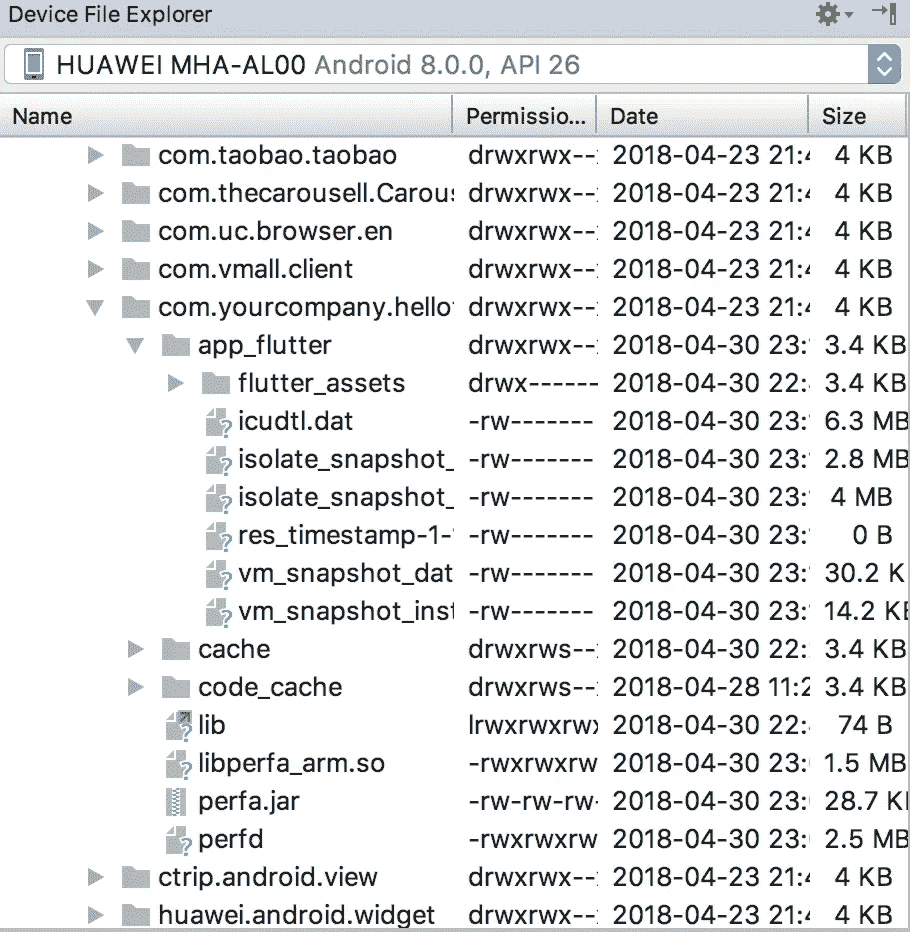 Device File Explorer
HUAWEI MHA-AL00 Android 8.0.0, API 26
Name Permissio... Date Size
com.taobao.taobao drwxrwx-- 2018-04-23 21:4 4 KB
com.thecarousell.Carous drwxrwx-- 2018-04-23 21:4 4 KB
com.uc.browser.en drwxrwx-- 2018-04-23 21:4 4 KB
com.vmall.client drwxrwx-- 2018-04-23 21:4 4 KB
com.yourcompany.hello drwxrwx-- 2018-04-23 21:4 4 KB
app_flutter drwxrwx-- 2018-04-30 23: 3.4 KB
flutter_assets drwx------ 2018-04-30 22: 3.4 KB
icudtl.dat -rw------- 2018-04-30 23: 6.3 MB
isolate_snapshot_ -rw------- 2018-04-30 23: 2.8 MB
isolate_snapshot_ -rw------- 2018-04-30 23: 4 MB
res_timestamp-1- -rw------- 2018-04-30 23: 0 B
vm_snapshot_dat -rw------- 2018-04-30 23: 30.2 K
vm_snapshot_inst -rw------- 2018-04-30 23: 14.2 KB
cache drwxrws-- 2018-04-30 22: 3.4 KB
code_cache drwxrws-- 2018-04-28 11:2 3.4 KB
lib lrwxrwxrwx 2018-04-30 22: 74 B
libperfa_arm.so -rwxrwxrw 2018-04-30 23: 1.5 MB
perfa.jar -rw-rw-rw- 2018-04-30 23: 28.7 K
perfd -rwxrwxrw 2018-04-30 23: 2.5 MB
ctrip.android.view drwxrwx-- 2018-04-23 21:4 4 KB
huawei.android.widget drwxrwx-- 2018-04-23 21:4 4 KB